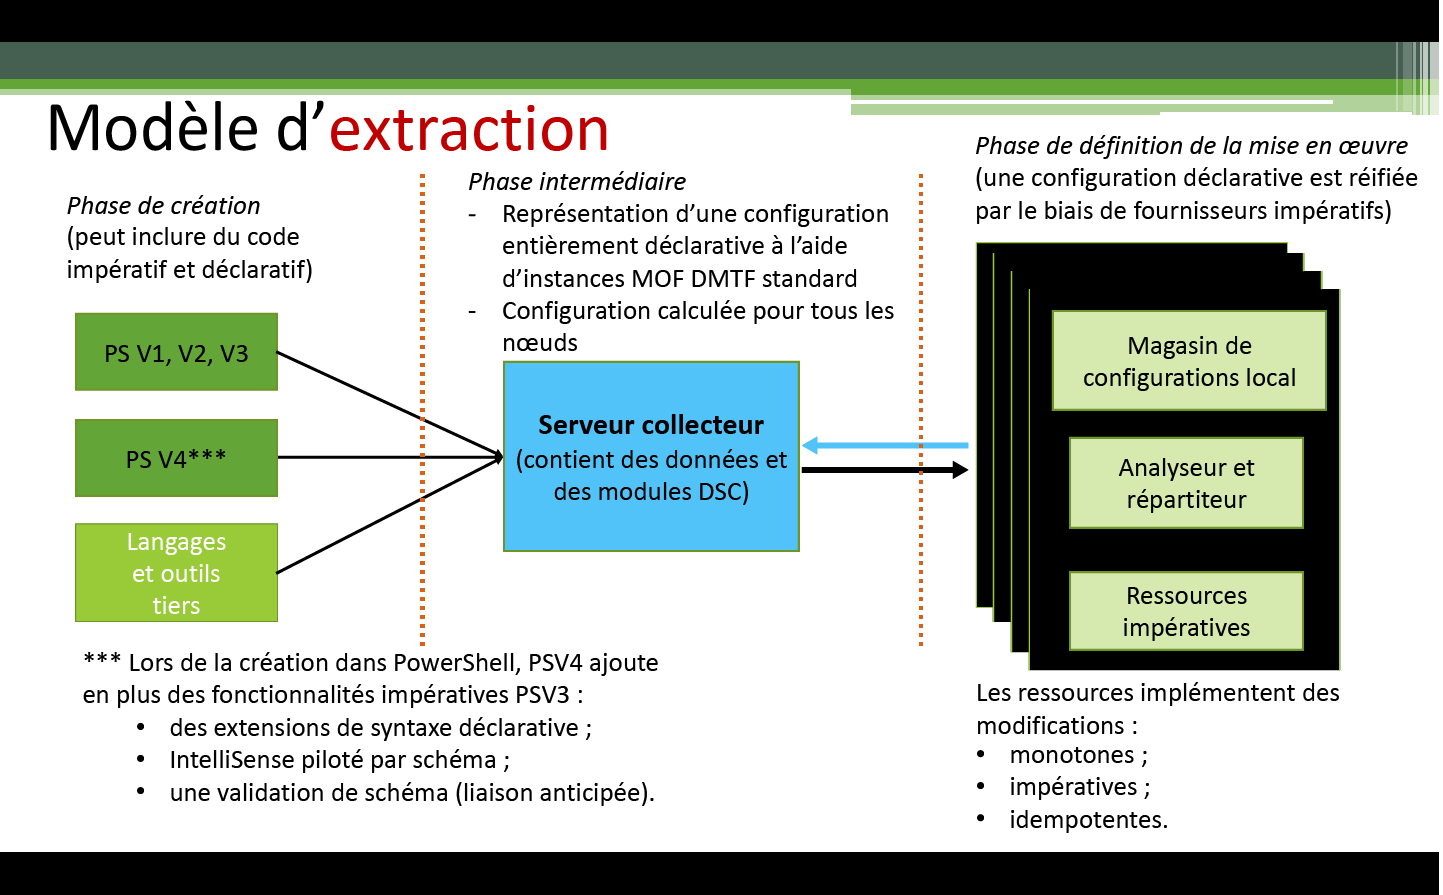 Modèle d’extraction
Phase de création
(peut inclure du code
impératif et déclaratif)
PS V1, V2, V3
PS V4***
Langages
et outils
tiers
Phase intermédiaire
- Représentation d’une configuration
entièrement déclarative à l’aide
d’instances MOF DMTF standard
- Configuration calculée pour tous les
nœuds
Serveur collecteur
(contient des données et
des modules DSC)
Phase de définition de la mise en œuvre
(une configuration déclarative est réifiée
par le biais de fournisseurs impératifs)
Magasin de
configurations local
Analyseur et
répartiteur
Ressources
impératives
*** Lors de la création dans PowerShell, PSV4 ajoute
en plus des fonctionnalités impératives PSV3 :
• des extensions de syntaxe déclarative ;
• IntelliSense piloté par schéma ;
• une validation de schéma (liaison anticipée).
Les ressources implémentent des
modifications :
• monotones ;
• impératives ;
• idempotentes.